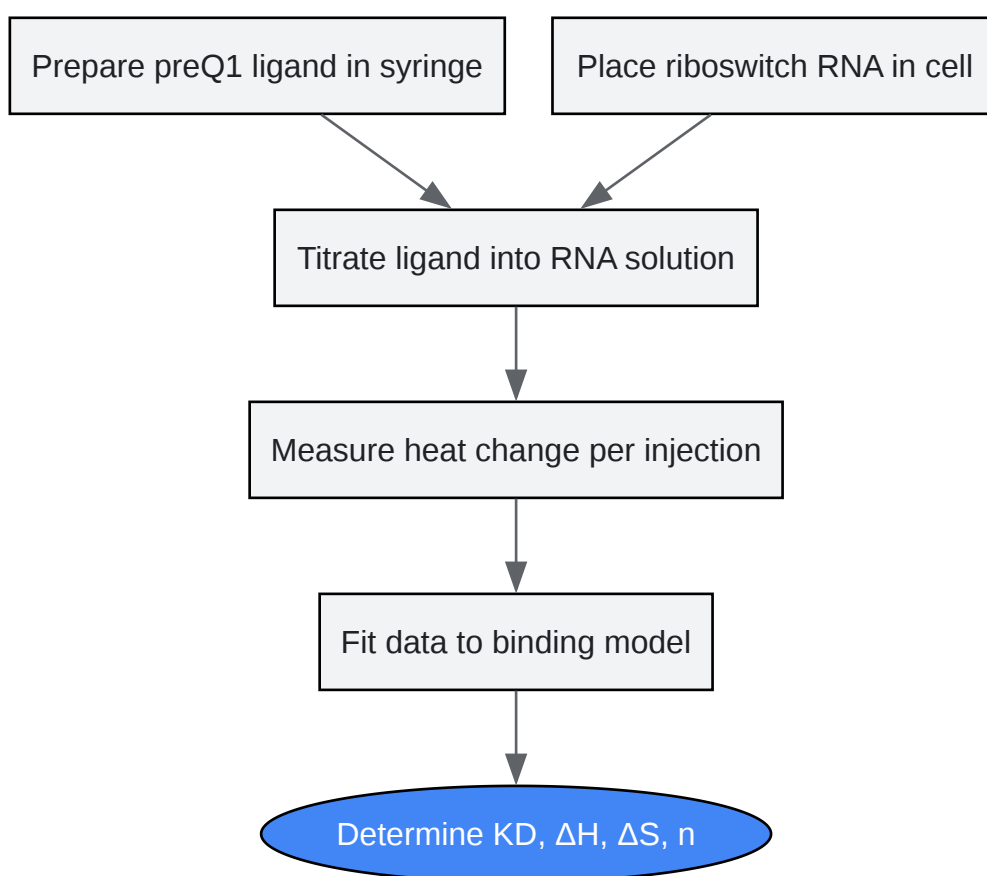 Prepare preQ1 ligand in syringe
Place riboswitch RNA in cell
Titrate ligand into RNA solution
Measure heat change per injection
Fit data to binding model
Determine KD, ΔH, ΔS, n